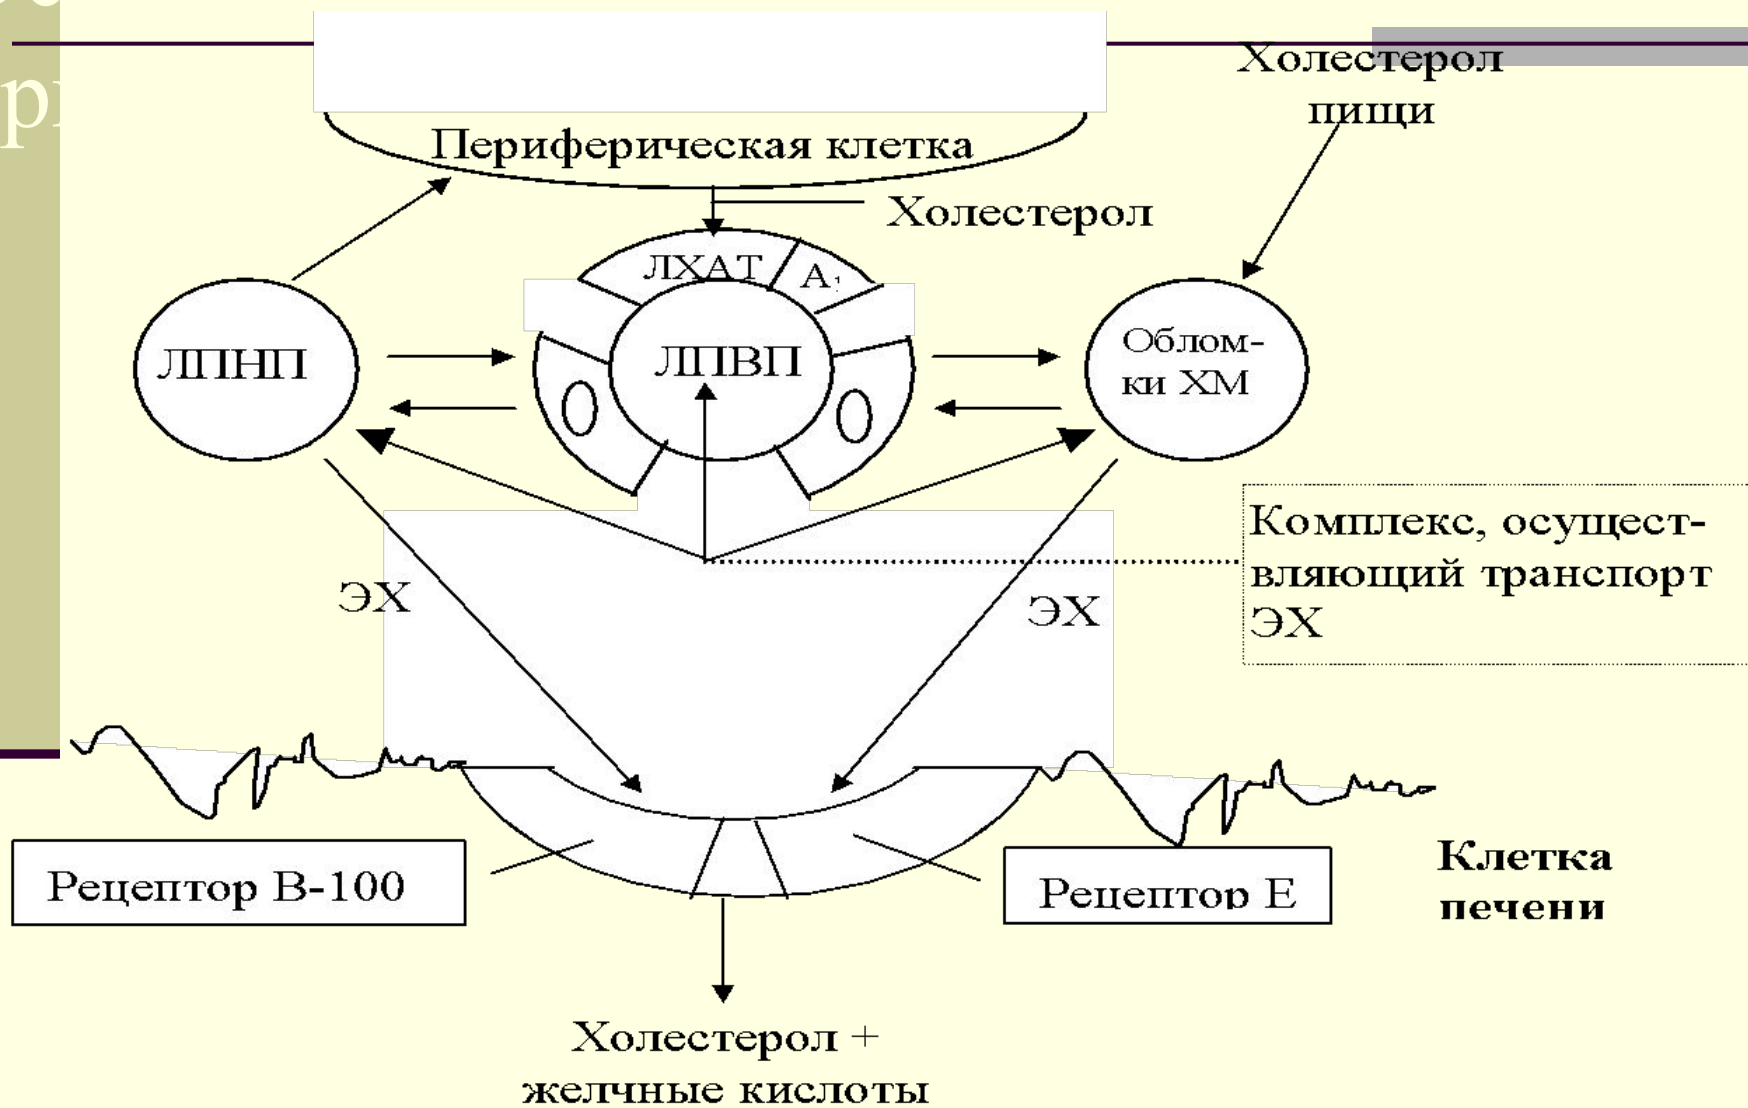 Холестерол
пищи
Периферическая клетка
Холестерол
ЛХАТ
А1
ЛПНП
ЛПВП
Облом-
ки ХМ
Комплекс, осущест-
вляющий транспорт
ЭХ
ЭХ
ЭХ
Рецептор В-100
Рецептор Е
Клетка
печени
Холестерол +
желчные кислоты